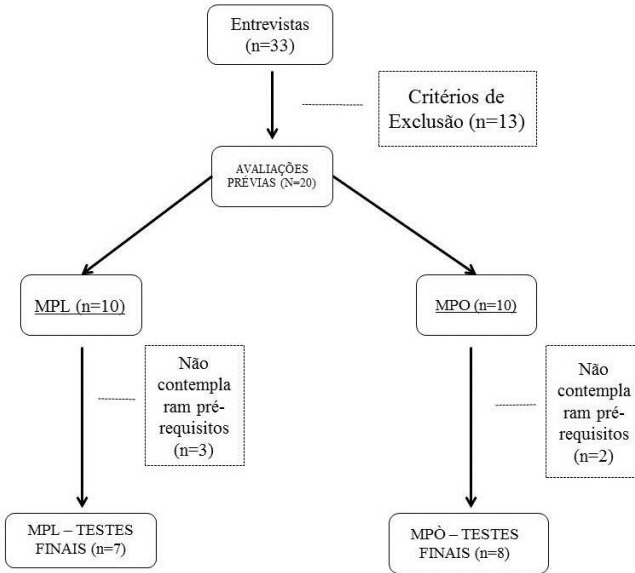 Entrevistas
(n=33)
Critérios de
Exclusão (n=13)
AVALIAÇÕES
PRÉVIAS (N=20)
MPL (n=10)
MPO (n=10)
Não
contempla
ram pré-
requisitos
(n=3)
Não
contempla
ram pré-
requisitos
(n=2)
MPL – TESTES
FINAIS (n=7)
MPÒ – TESTES
FINAIS (n=8)